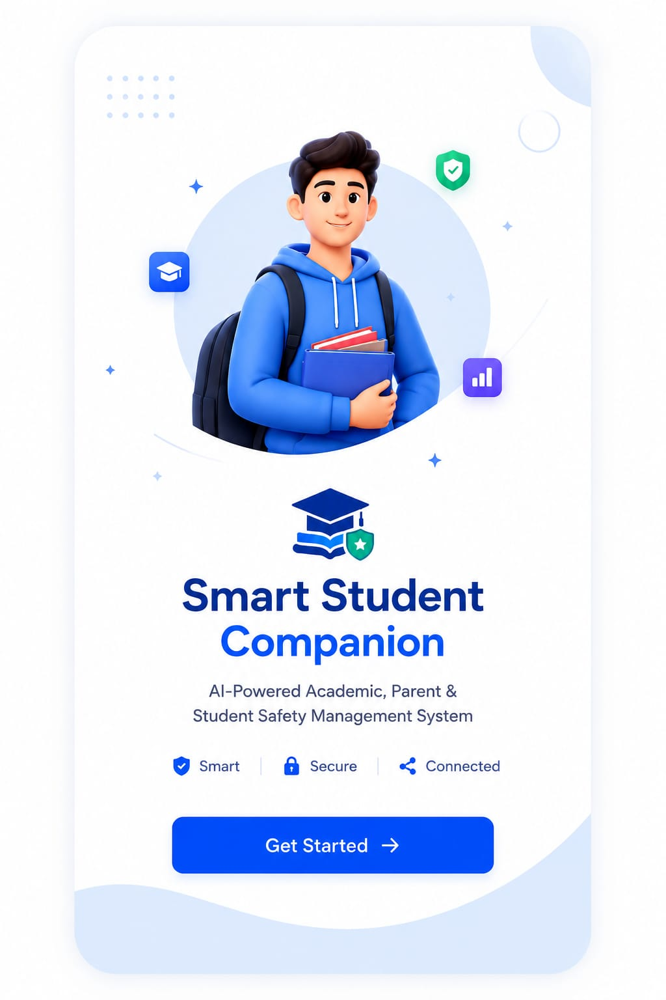 Smart Student
Companion
AI-Powered Academic, Parent &
Student Safety Management System
Smart
Secure
Connected
Get Started →